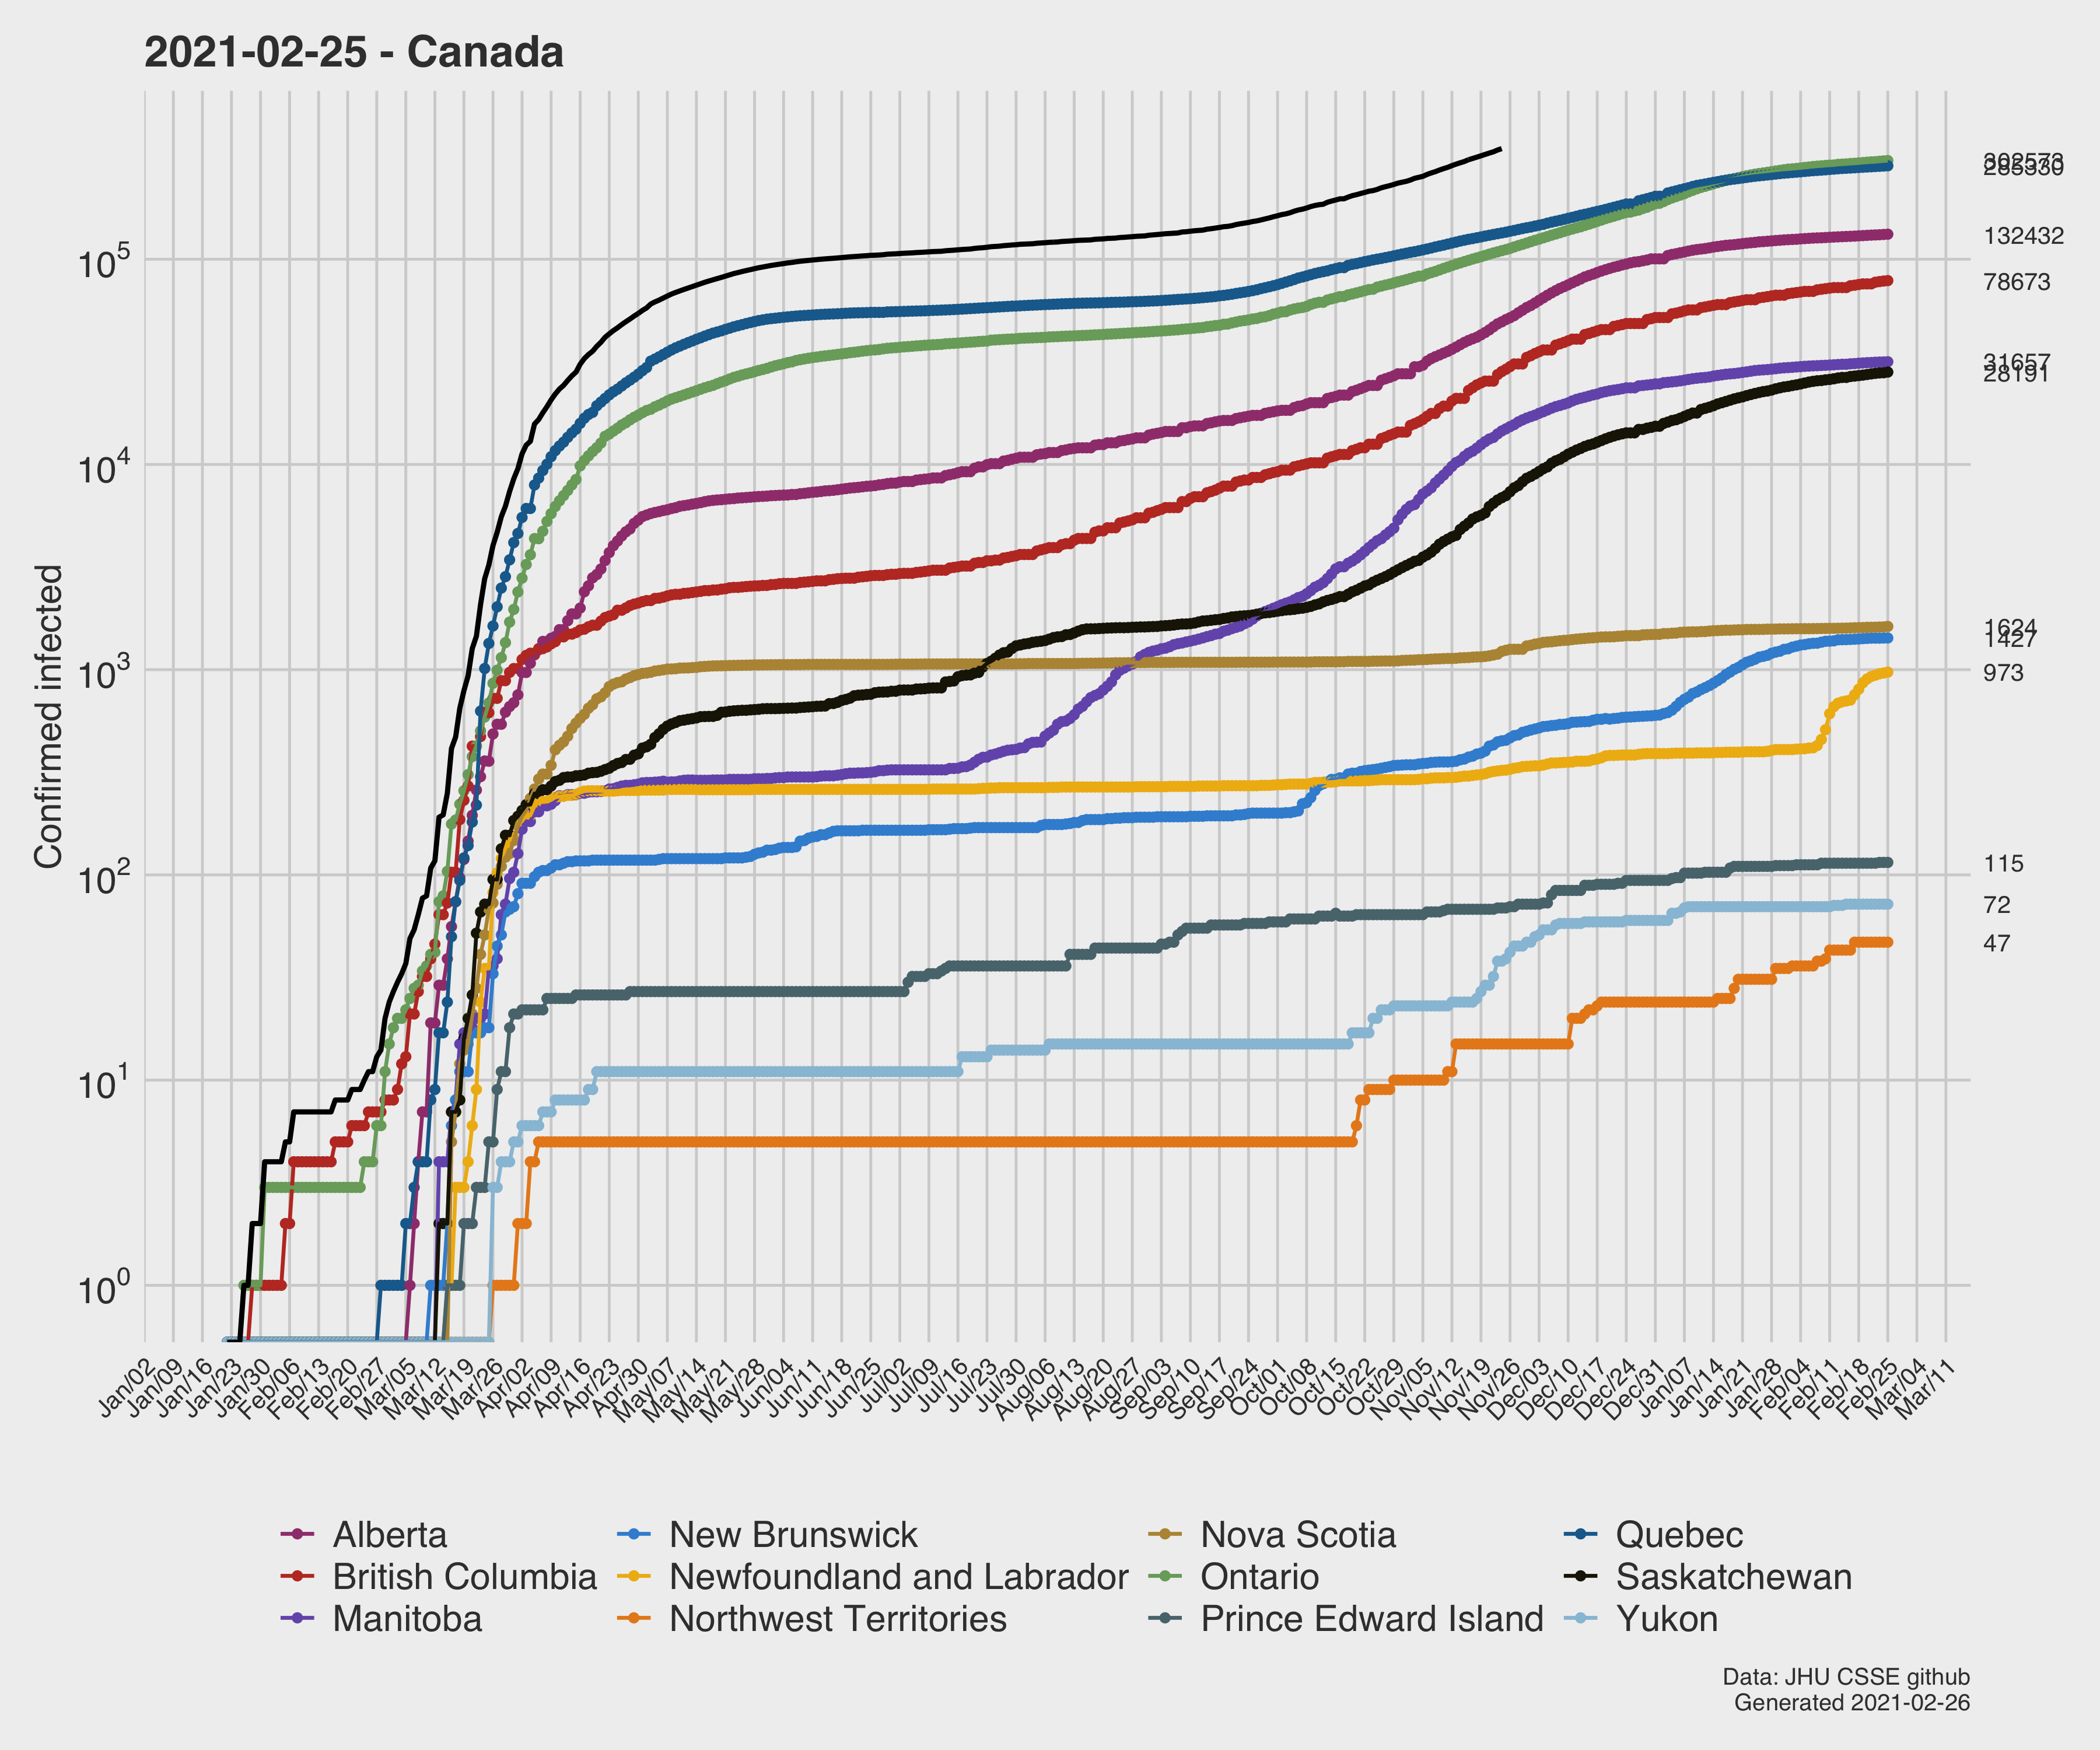 2021-02-25 - Canada
Confirmed infected
10^5
10^4
10^3
10^2
10^1
10^0
132432
78673
31657
28191
1624
1427
973
115
72
47
Jan/02
Jan/09
Jan/16
Jan/23
Jan/30
Feb/06
Feb/13
Feb/20
Feb/27
Mar/05
Mar/12
Mar/19
Mar/26
Apr/02
Apr/09
Apr/16
Apr/23
Apr/30
May/07
May/14
May/21
May/28
Jun/04
Jun/11
Jun/18
Jun/25
Jul/02
Jul/09
Jul/16
Jul/23
Jul/30
Aug/06
Aug/13
Aug/20
Aug/27
Sep/03
Sep/10
Sep/17
Sep/24
Oct/01
Oct/08
Oct/15
Oct/22
Oct/29
Nov/05
Nov/12
Nov/19
Nov/26
Dec/03
Dec/10
Dec/17
Dec/24
Dec/31
Jan/07
Jan/14
Jan/21
Jan/28
Feb/04
Feb/11
Feb/18
Feb/25
Mar/04
Mar/11
Alberta
New Brunswick
Nova Scotia
Quebec
British Columbia
Newfoundland and Labrador
Ontario
Saskatchewan
Manitoba
Northwest Territories
Prince Edward Island
Yukon
Data: JHU CSSE github
Generated 2021-02-26